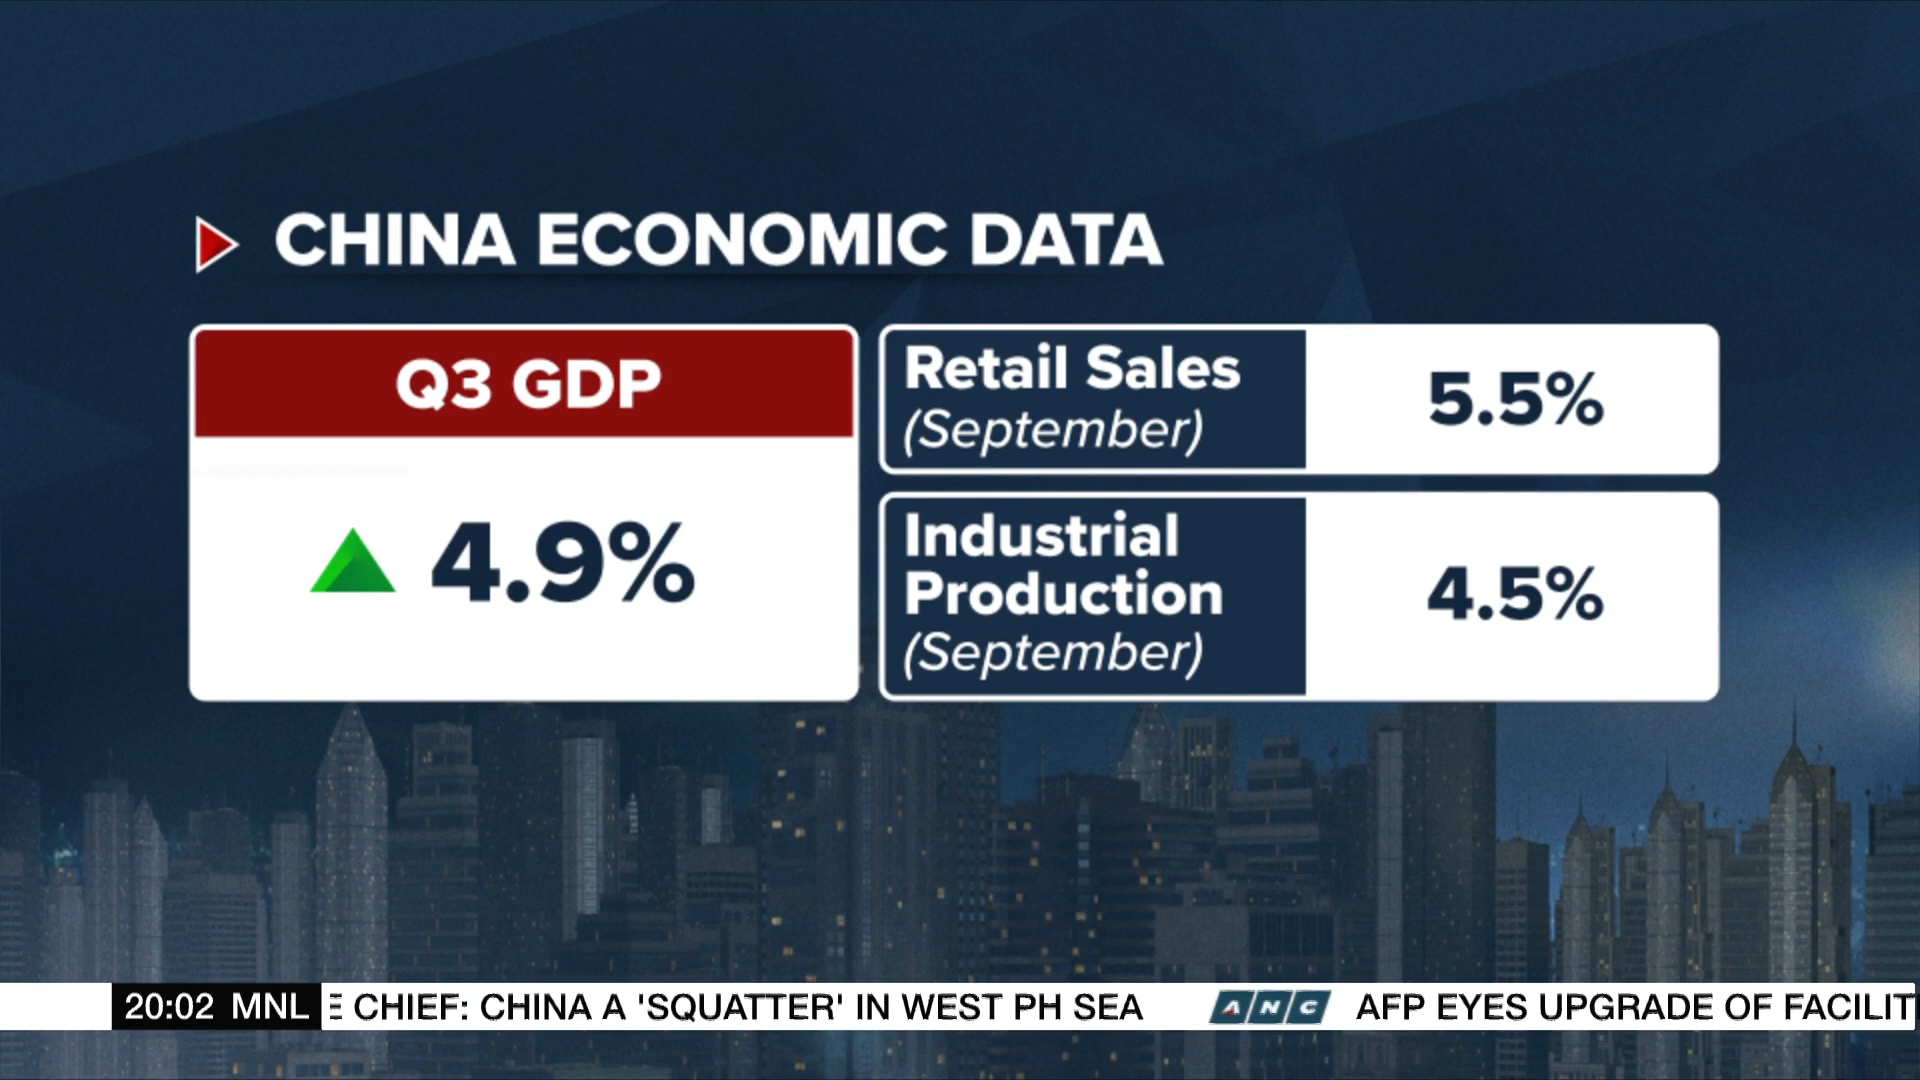 CHINA ECONOMIC DATA
Q3 GDP
4.9%
Retail Sales
(September)
5.5%
Industrial
Production
(September)
4.5%
20:02 MNL
CHIEF: CHINA A 'SQUATTER' IN WEST PH SEA
ANC
AFP EYES UPGRADE OF FACILIT